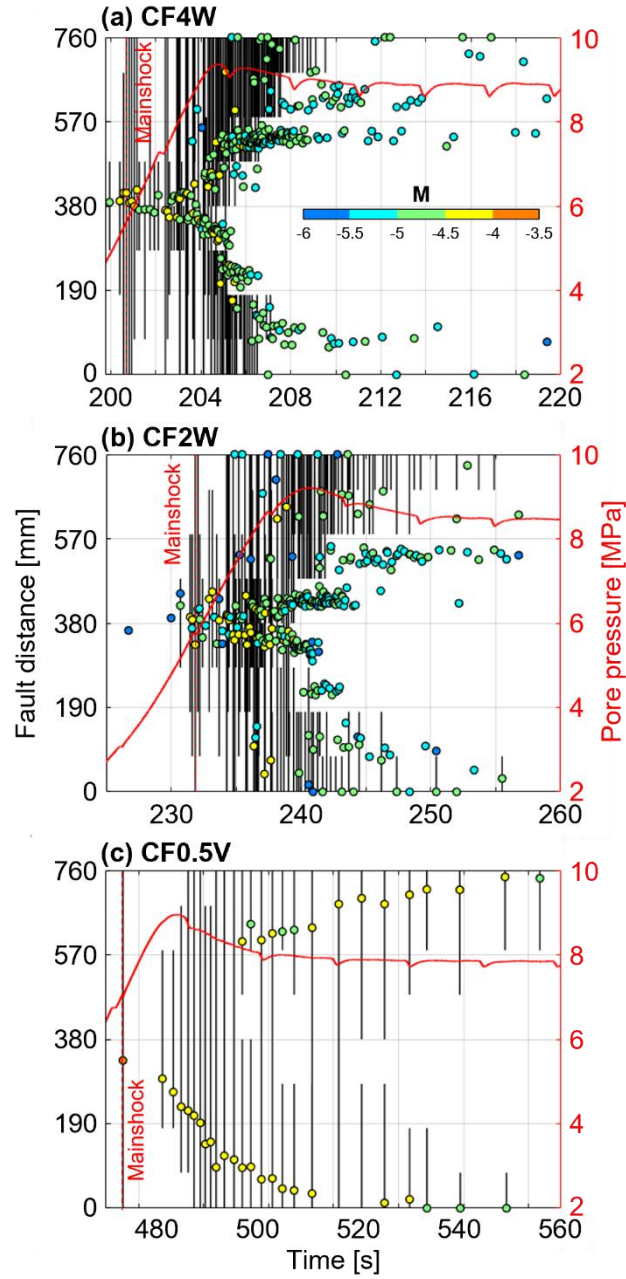 (a) CF4W
760
570
380
190
0
10
8
6
4
2
Mainshock
M
-6 -5.5 -5 -4.5 -4 -3.5
200 204 208 212 216 220
(b) CF2W
760
570
380
190
0
10
8
6
4
2
Mainshock
Fault distance [mm]
Pore pressure [MPa]
230 240 250 260
(c) CF0.5V
760
570
380
190
0
10
8
6
4
2
Mainshock
480 500 520 540 560
Time [s]